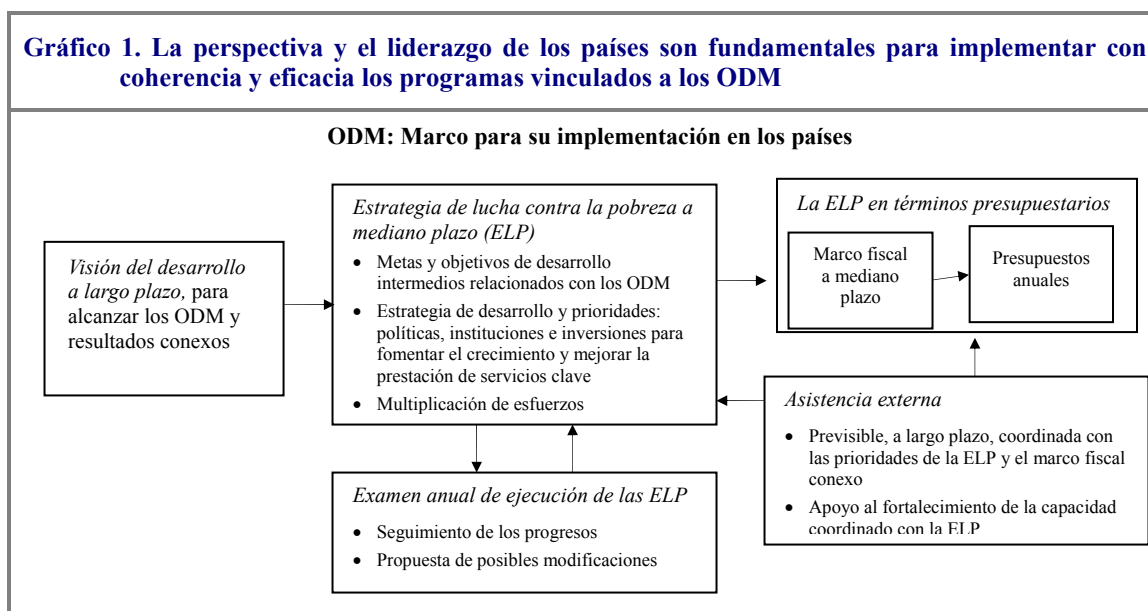 Gráfico 1. La perspectiva y el liderazgo de los países son fundamentales para implementar con
coherencia y eficacia los programas vinculados a los ODM
ODM: Marco para su implementación en los países
Visión del desarrollo
a largo plazo, para
alcanzar los ODM y
resultados conexos
Estrategia de lucha contra la pobreza a
mediano plazo (ELP)
• Metas y objetivos de desarrollo
intermedios relacionados con los ODM
• Estrategia de desarrollo y prioridades:
políticas, instituciones e inversiones para
fomentar el crecimiento y mejorar la
prestación de servicios clave
• Multiplicación de esfuerzos
La ELP en términos presupuestarios
Marco fiscal
a mediano
plazo
Presupuestos
anuales
Asistencia externa
• Previsible, a largo plazo, coordinada con
las prioridades de la ELP y el marco fiscal
conexo
• Apoyo al fortalecimiento de la capacidad
coordinado con la ELP
Examen anual de ejecución de las ELP
• Seguimiento de los progresos
• Propuesta de posibles modificaciones